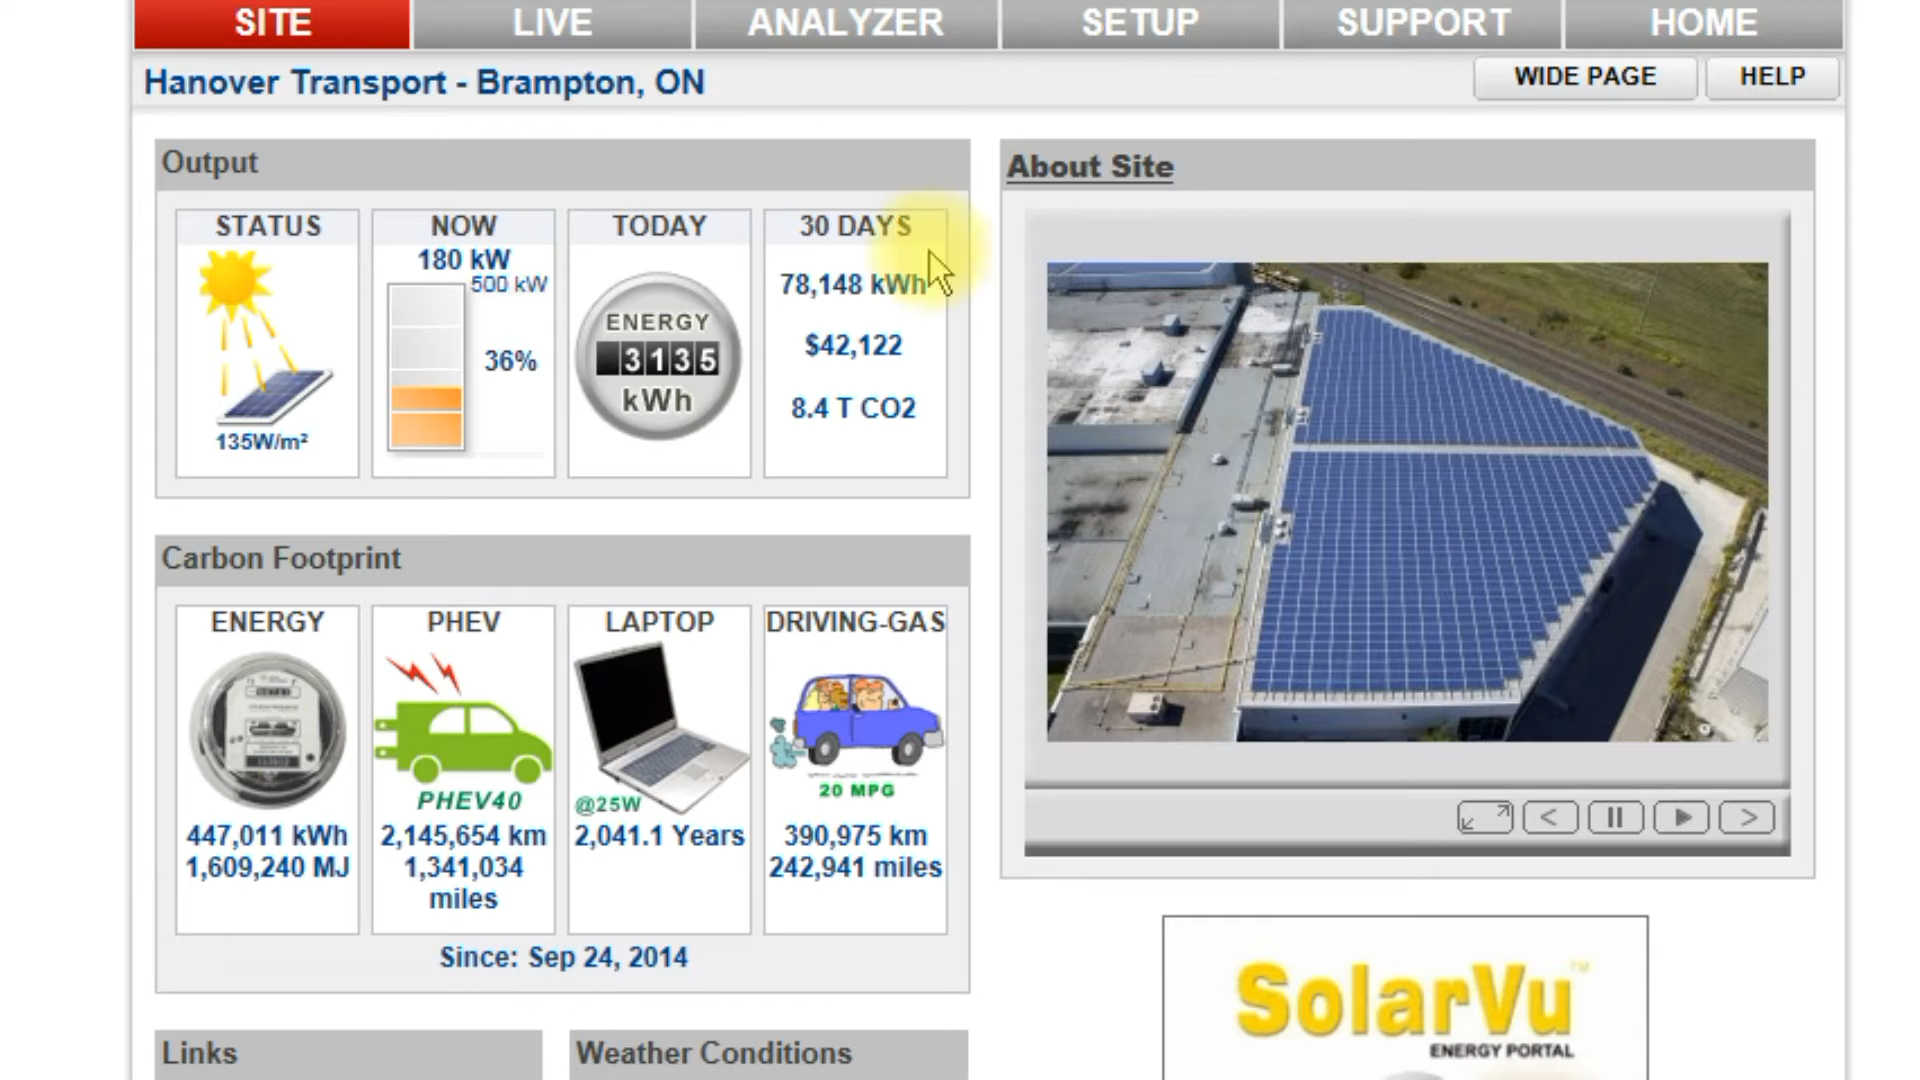 SITE
LIVE
ANALYZER
SETUP
SUPPORT
HOME
Hanover Transport - Brampton, ON
WIDE PAGE
HELP
Output
STATUS
135W/m²
NOW
180 kW
500 kW
36%
TODAY
ENERGY
3135
kWh
30 DAYS
78,148 kWh
$42,122
8.4 T CO2
About Site
Carbon Footprint
ENERGY
447,011 kWh
1,609,240 MJ
PHEV
PHEV40
2,145,654 km
1,341,034
miles
LAPTOP
@25W
2,041.1 Years
DRIVING-GAS
20 MPG
390,975 km
242,941 miles
Since: Sep 24, 2014
SolarVu™
ENERGY PORTAL
Links
Weather Conditions